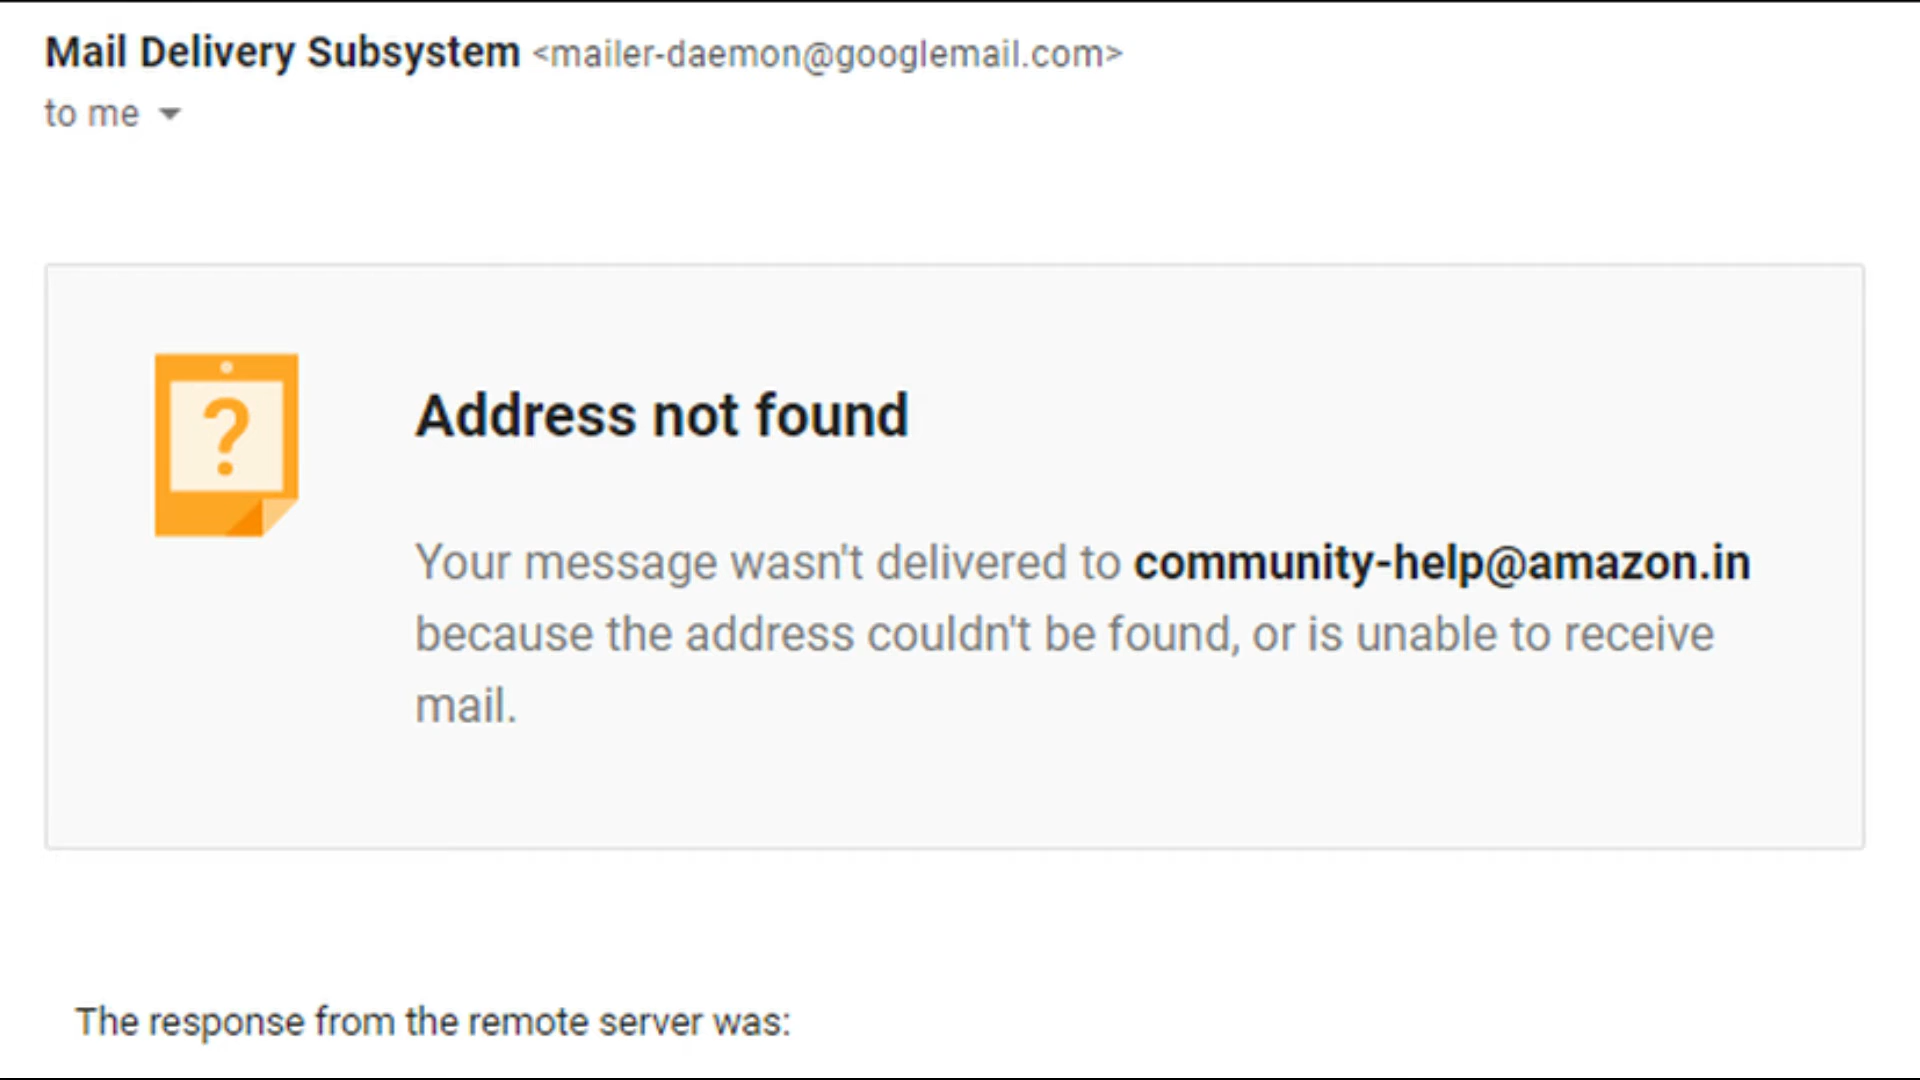 Mail Delivery Subsystem <mailer-daemon@googlemail.com>
to me
?
Address not found
Your message wasn't delivered to community-help@amazon.in
because the address couldn't be found, or is unable to receive
mail.
The response from the remote server was: